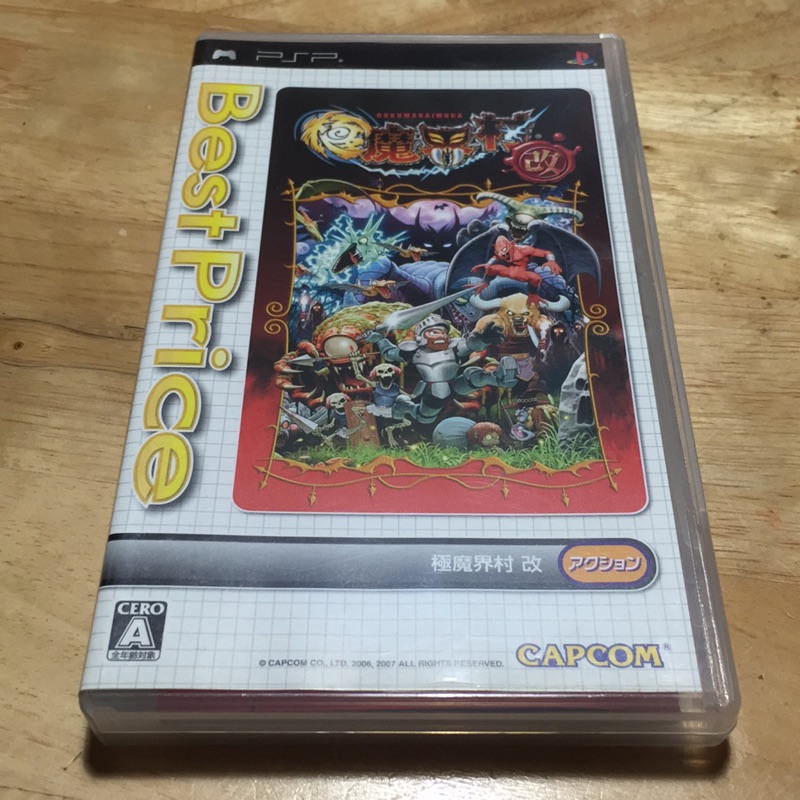 PSP
Best Price
GOKUMAKAIMURA
極魔界村
改
極魔界村 改
アクション
CERO
A
全年齢対象
© CAPCOM CO., LTD. 2006, 2007 ALL RIGHTS RESERVED.
CAPCOM®